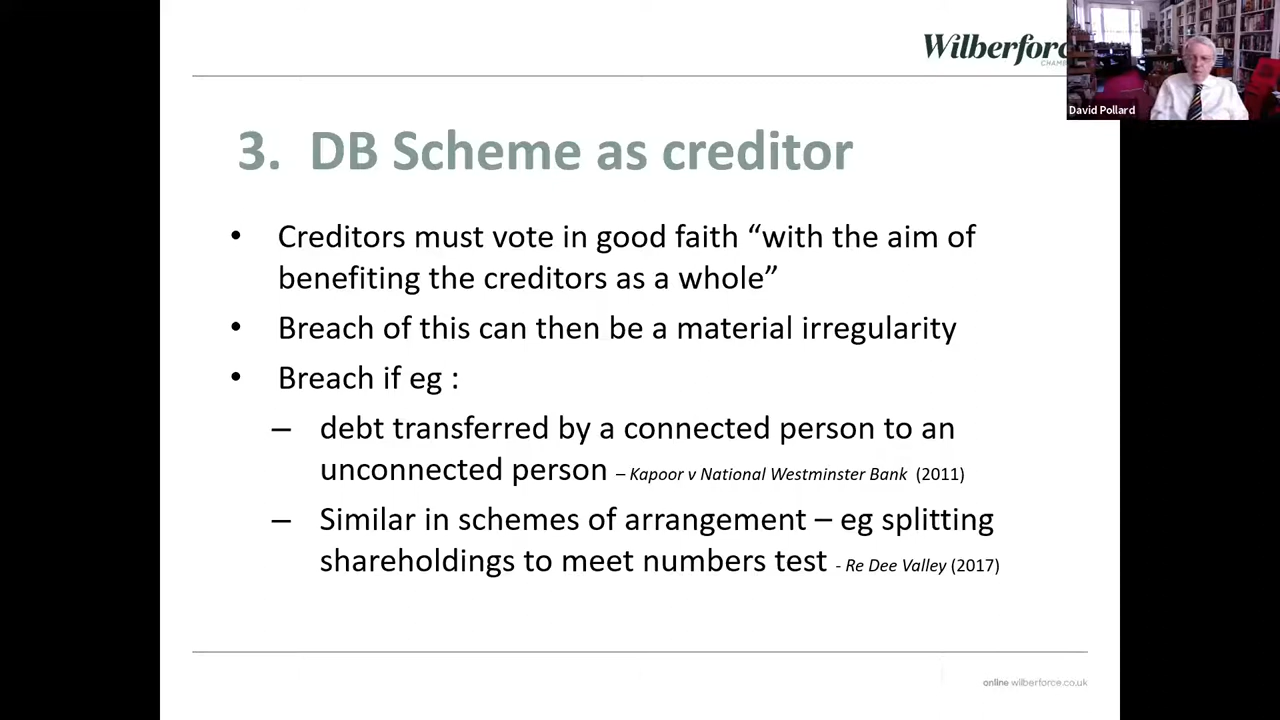 Wilberforc
CHAM
David Pollard
3. DB Scheme as creditor
• Creditors must vote in good faith “with the aim of
benefiting the creditors as a whole”
• Breach of this can then be a material irregularity
• Breach if eg :
– debt transferred by a connected person to an
unconnected person – Kapoor v National Westminster Bank (2011)
– Similar in schemes of arrangement – eg splitting
shareholdings to meet numbers test - Re Dee Valley (2017)
online.wilberforce.co.uk